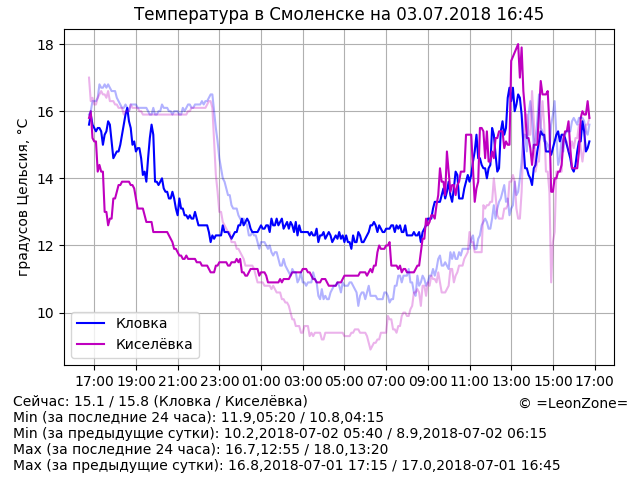 Температура в Смоленске на 03.07.2018 16:45
градусов Цельсия, °C
18
16
14
12
10
Кловка
Киселёвка
17:00 19:00 21:00 23:00 01:00 03:00 05:00 07:00 09:00 11:00 13:00 15:00 17:00
Сейчас: 15.1 / 15.8 (Кловка / Киселёвка)
© =LeonZone=
Min (за последние 24 часа): 11.9,05:20 / 10.8,04:15
Min (за предыдущие сутки): 10.2,2018-07-02 05:40 / 8.9,2018-07-02 06:15
Max (за последние 24 часа): 16.7,12:55 / 18.0,13:20
Max (за предыдущие сутки): 16.8,2018-07-01 17:15 / 17.0,2018-07-01 16:45